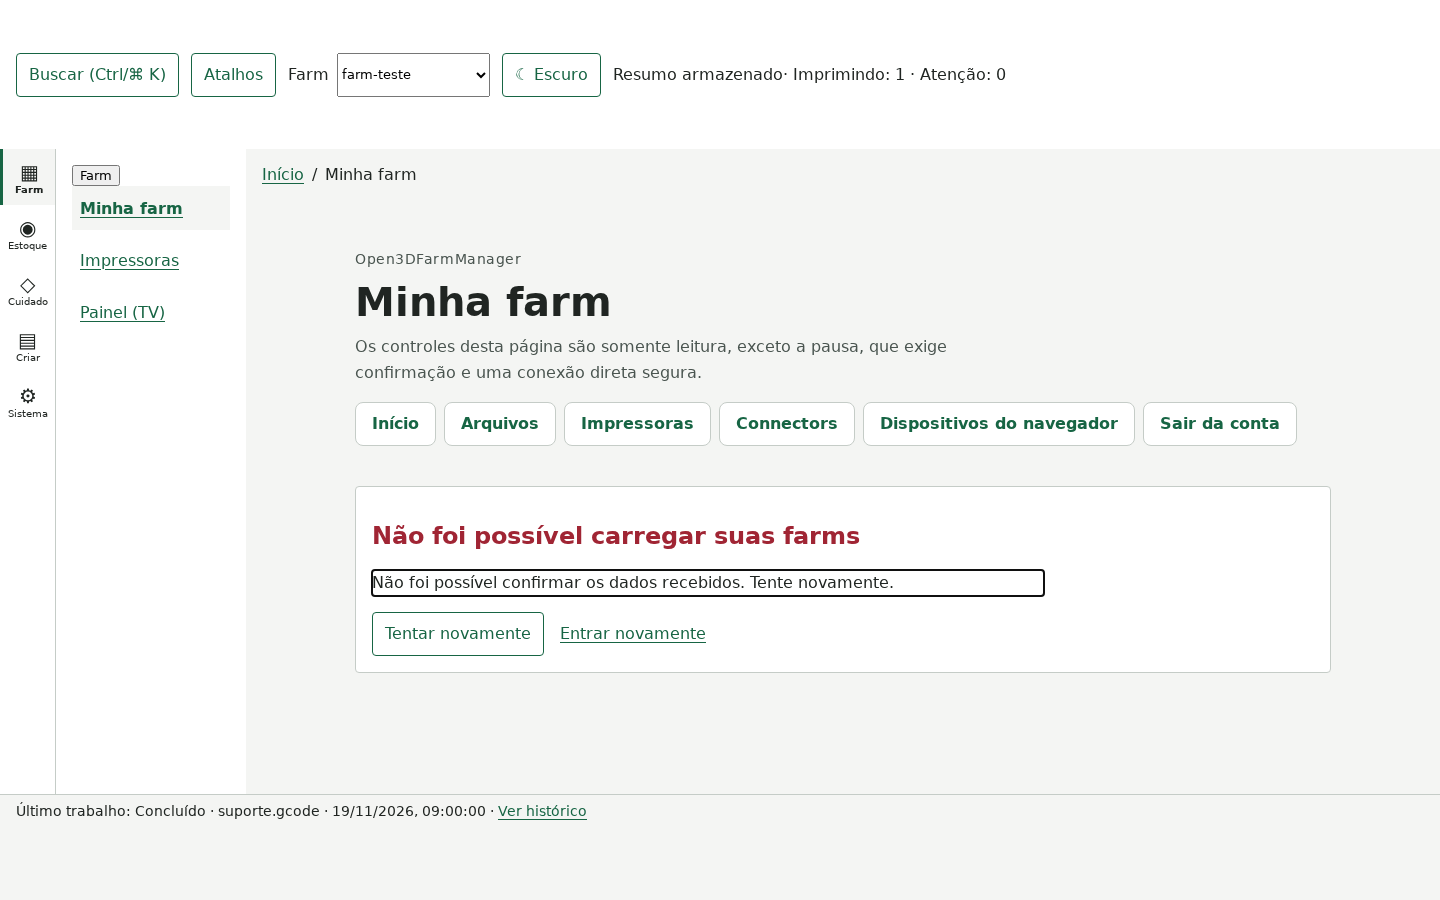 Buscar (Ctrl/⌘ K) Atalhos Farm farm-teste ☾ Escuro Resumo armazenado· Imprimindo: 1 · Atenção: 0
Farm
Estoque
Cuidado
Criar
Sistema
Farm
Minha farm
Impressoras
Painel (TV)
Início / Minha farm
Open3DFarmManager
Minha farm
Os controles desta página são somente leitura, exceto a pausa, que exige
confirmação e uma conexão direta segura.
Início Arquivos Impressoras Connectors Dispositivos do navegador Sair da conta
Não foi possível carregar suas farms
Não foi possível confirmar os dados recebidos. Tente novamente.
Tentar novamente Entrar novamente
Último trabalho: Concluído · suporte.gcode · 19/11/2026, 09:00:00 · Ver histórico